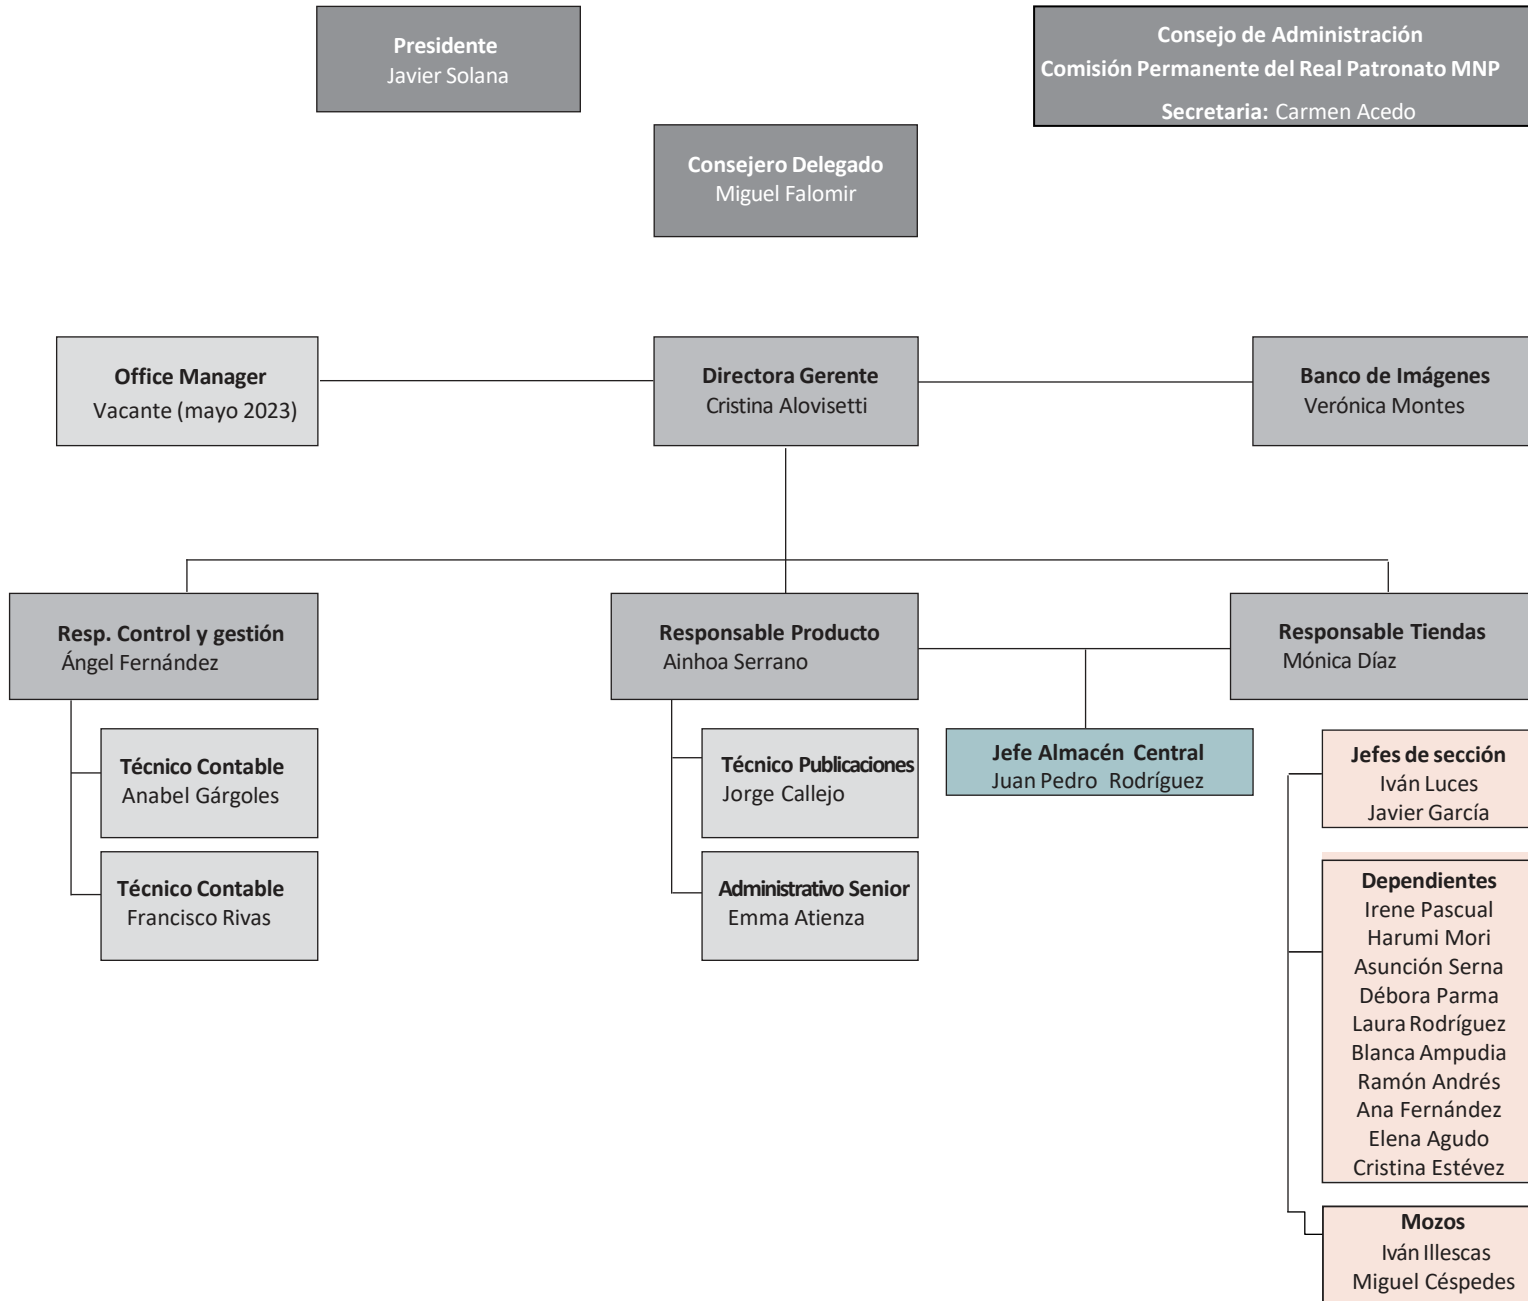 Presidente
Javier Solana
Consejo de Administración
Comisión Permanente del Real Patronato MNP
Secretaria: Carmen Acedo
Consejero Delegado
Miguel Falomir
Office Manager
Vacante (mayo 2023)
Directora Gerente
Cristina Alovisetti
Banco de Imágenes
Verónica Montes
Resp. Control y gestión
Ángel Fernández
Responsable Producto
Ainhoa Serrano
Responsable Tiendas
Mónica Díaz
Técnico Contable
Anabel Gárgoles
Técnico Contable
Francisco Rivas
Técnico Publicaciones
Jorge Callejo
Administrativo Senior
Emma Atienza
Jefe Almacén Central
Juan Pedro Rodríguez
Jefes de sección
Iván Luces
Javier García
Dependientes
Irene Pascual
Harumi Mori
Asunción Serna
Débora Parma
Laura Rodríguez
Blanca Ampudia
Ramón Andrés
Ana Fernández
Elena Agudo
Cristina Estévez
Mozos
Iván Illescas
Miguel Céspedes